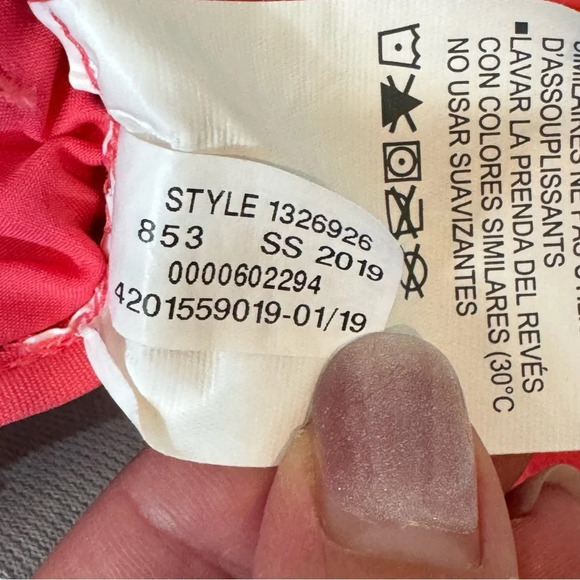 STYLE 1326926
853 SS 2019
0000602294
4201559019-01/19
D'ASSOUPLISSANTS
▪LAVAR LA PRENDA DEL REVÉS
CON COLORES SIMILARES (30°C
NO USAR SUAVIZANTES